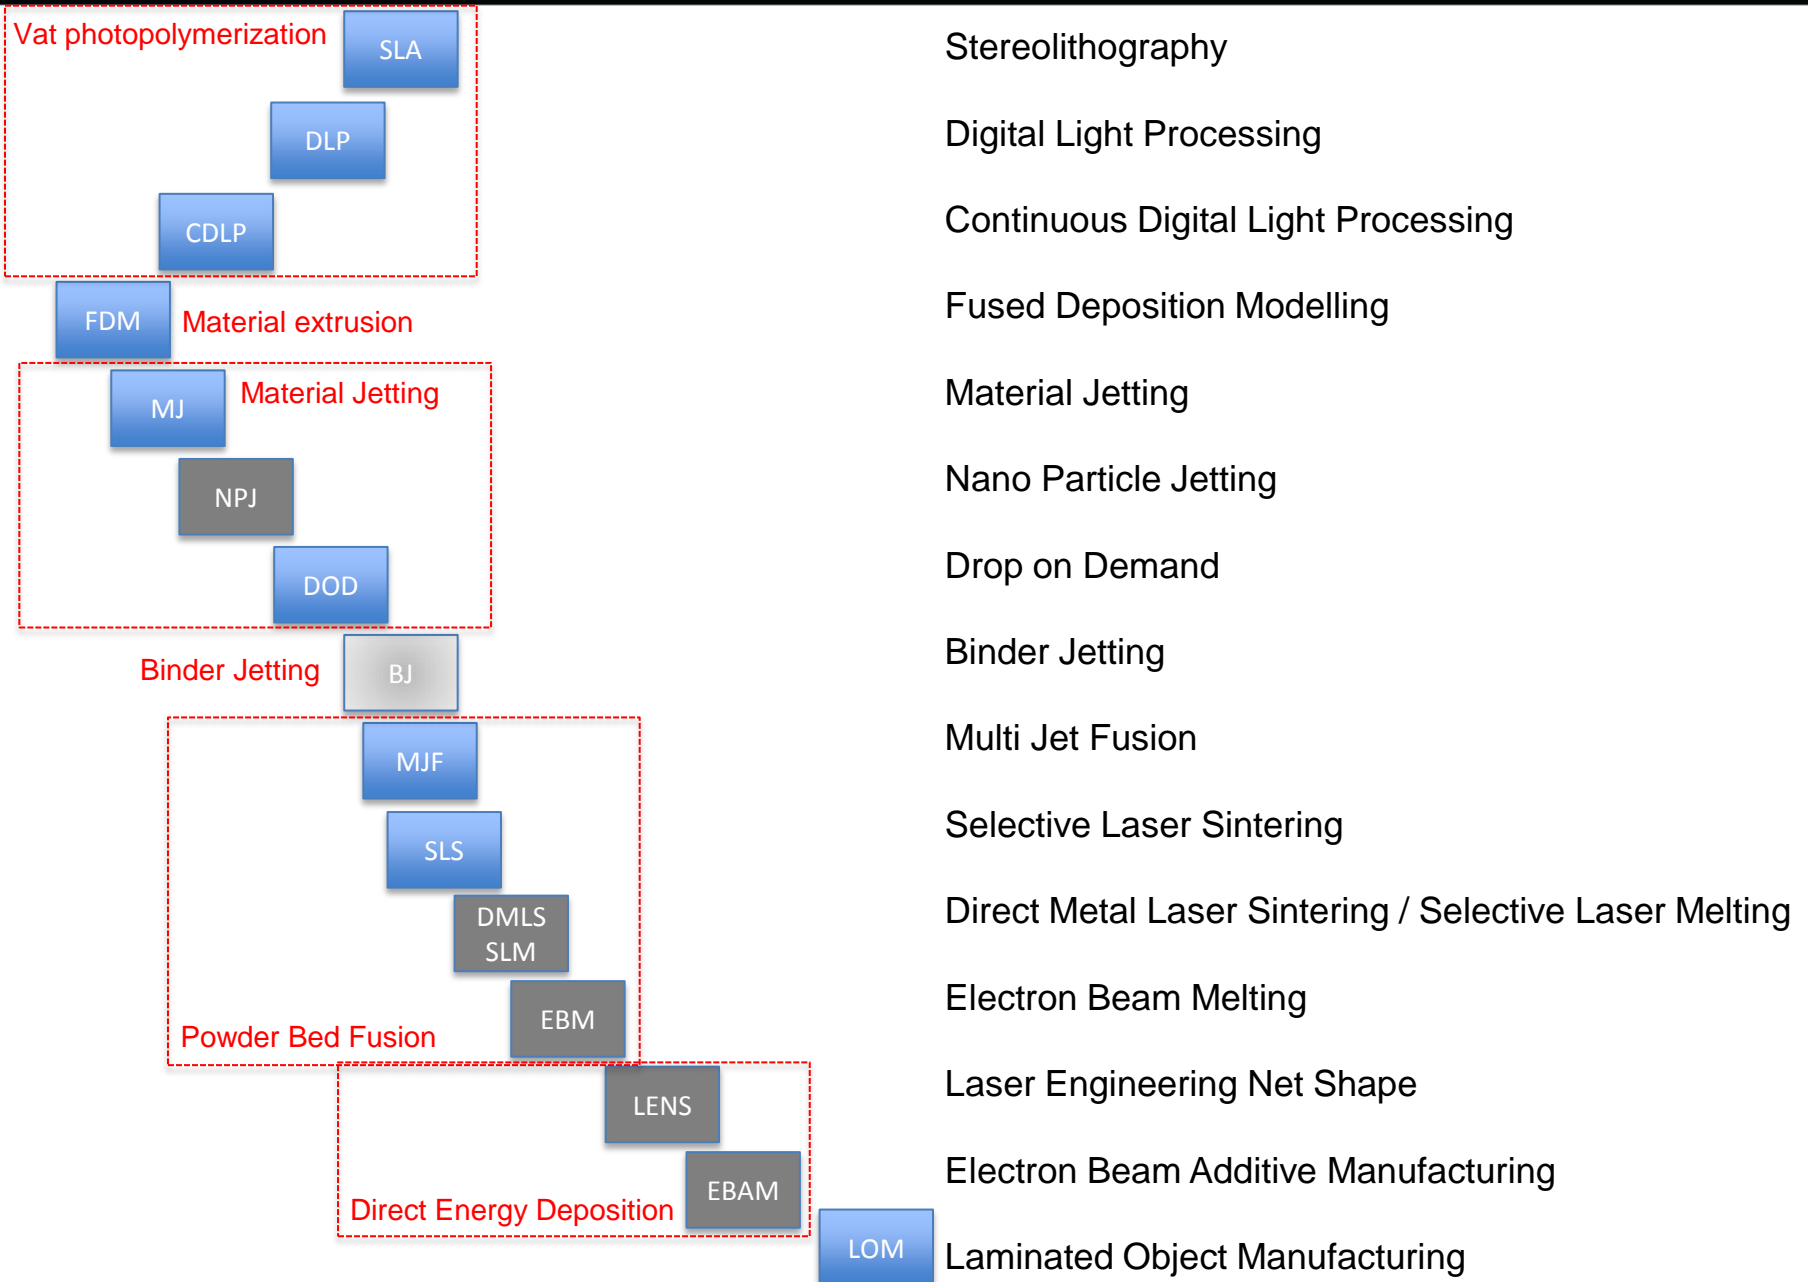 Vat photopolymerization
SLA
Stereolithography
DLP
Digital Light Processing
CDLP
Continuous Digital Light Processing
FDM
Material extrusion
Fused Deposition Modelling
MJ
Material Jetting
Material Jetting
NPJ
Nano Particle Jetting
DOD
Drop on Demand
Binder Jetting
BJ
Binder Jetting
MJF
Multi Jet Fusion
SLS
Selective Laser Sintering
DMLS
SLM
Direct Metal Laser Sintering / Selective Laser Melting
EBM
Electron Beam Melting
Powder Bed Fusion
LENS
Laser Engineering Net Shape
EBAM
Electron Beam Additive Manufacturing
Direct Energy Deposition
LOM
Laminated Object Manufacturing